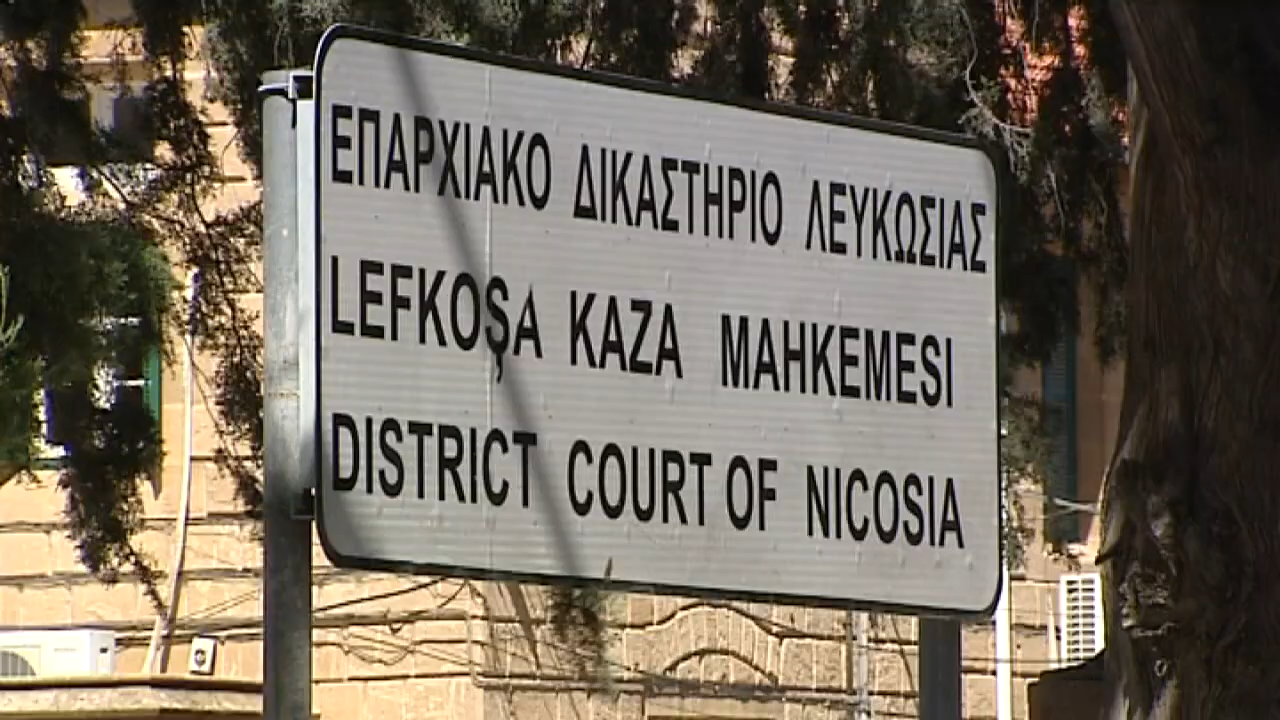 ΕΠΑΡΧΙΑΚΟ ΔΙΚΑΣΤΗΡΙΟ ΛΕΥΚΩΣΙΑΣ
LEFKOŞA KAZA MAHKEMESI
DISTRICT COURT OF NICOSIA